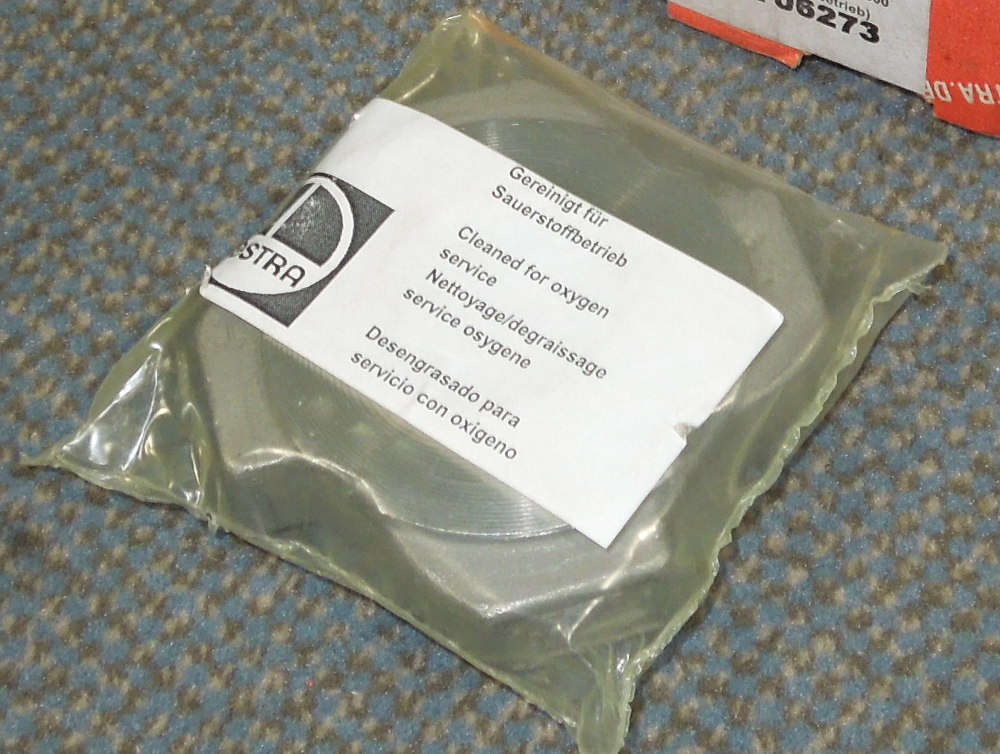 06273
STRA
Gereinigt für
Sauerstoffbetrieb
Cleaned for oxygen
service
Nettoyage/degraissage
service osygene
Desengrasado para
servicio con oxigeno